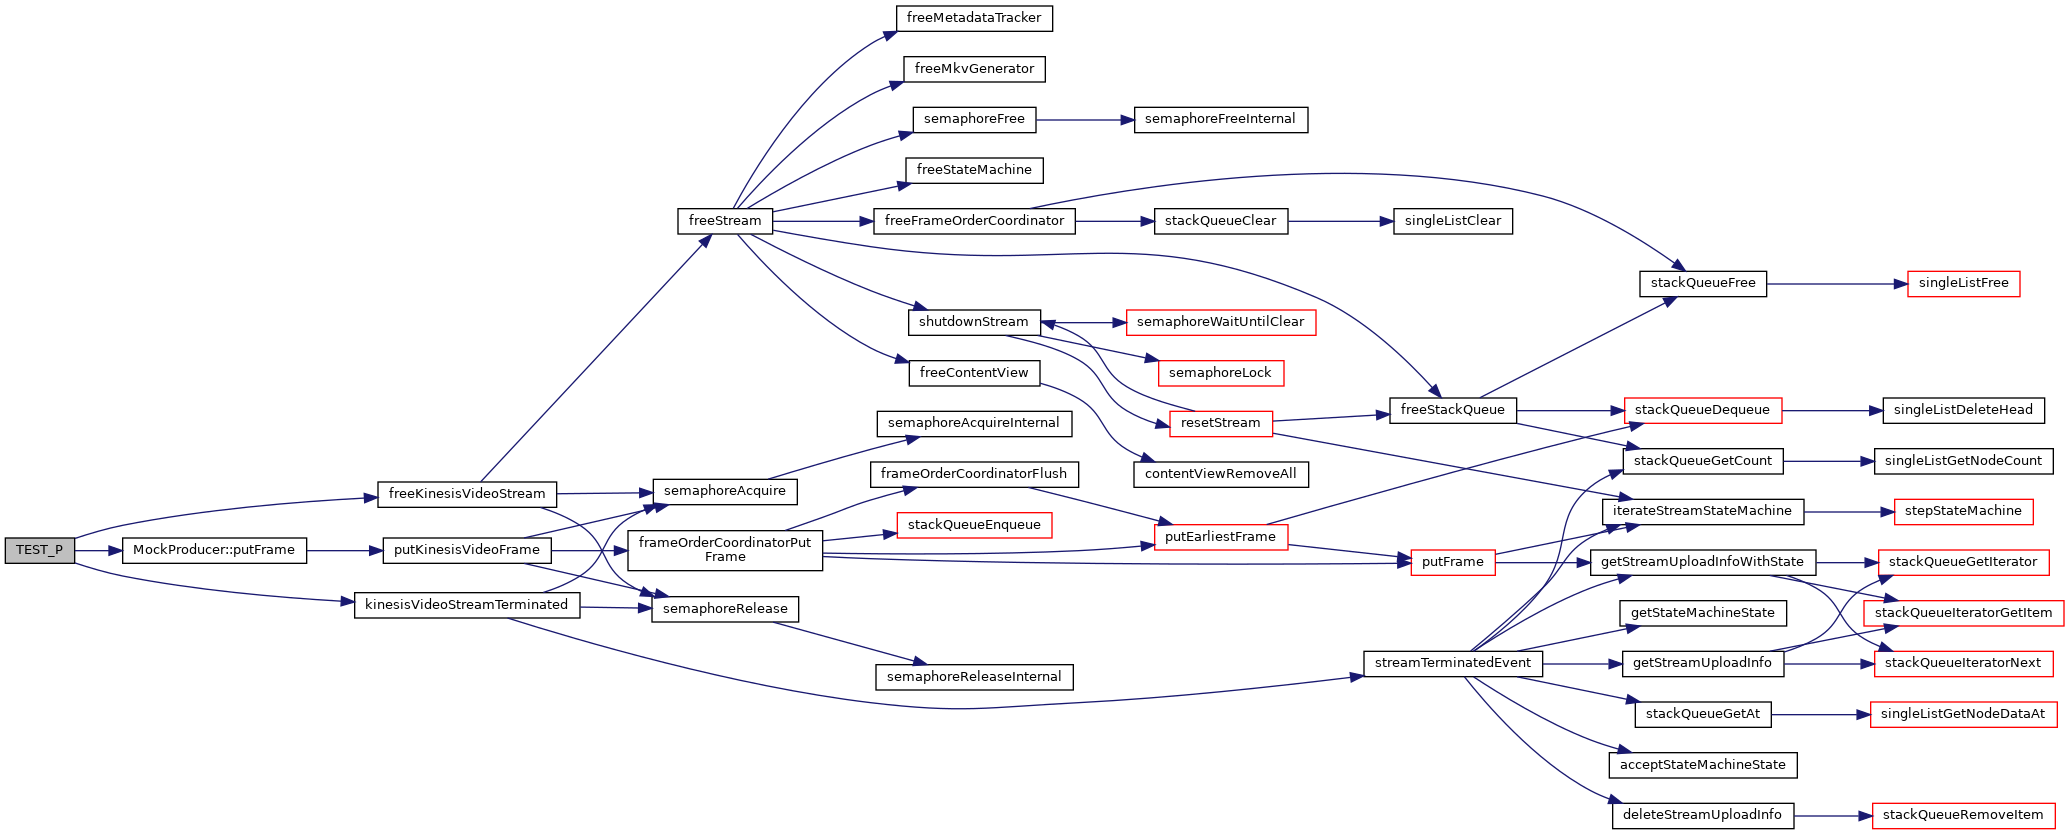 freeMetadataTracker
freeMkvGenerator
semaphoreFree
semaphoreFreeInternal
freeStateMachine
freeStream
freeFrameOrderCoordinator
stackQueueClear
singleListClear
stackQueueFree
singleListFree
shutdownStream
semaphoreWaitUntilClear
freeContentView
semaphoreLock
freeStackQueue
stackQueueDequeue
singleListDeleteHead
semaphoreAcquireInternal
resetStream
stackQueueGetCount
singleListGetNodeCount
frameOrderCoordinatorFlush
contentViewRemoveAll
freeKinesisVideoStream
semaphoreAcquire
iterateStreamStateMachine
stepStateMachine
stackQueueEnqueue
putEarliestFrame
TEST_P
MockProducer::putFrame
putKinesisVideoFrame
frameOrderCoordinatorPut
Frame
putFrame
getStreamUploadInfoWithState
stackQueueGetIterator
kinesisVideoStreamTerminated
semaphoreRelease
getStateMachineState
stackQueueIteratorGetItem
semaphoreReleaseInternal
streamTerminatedEvent
getStreamUploadInfo
stackQueueIteratorNext
stackQueueGetAt
singleListGetNodeDataAt
acceptStateMachineState
deleteStreamUploadInfo
stackQueueRemoveItem